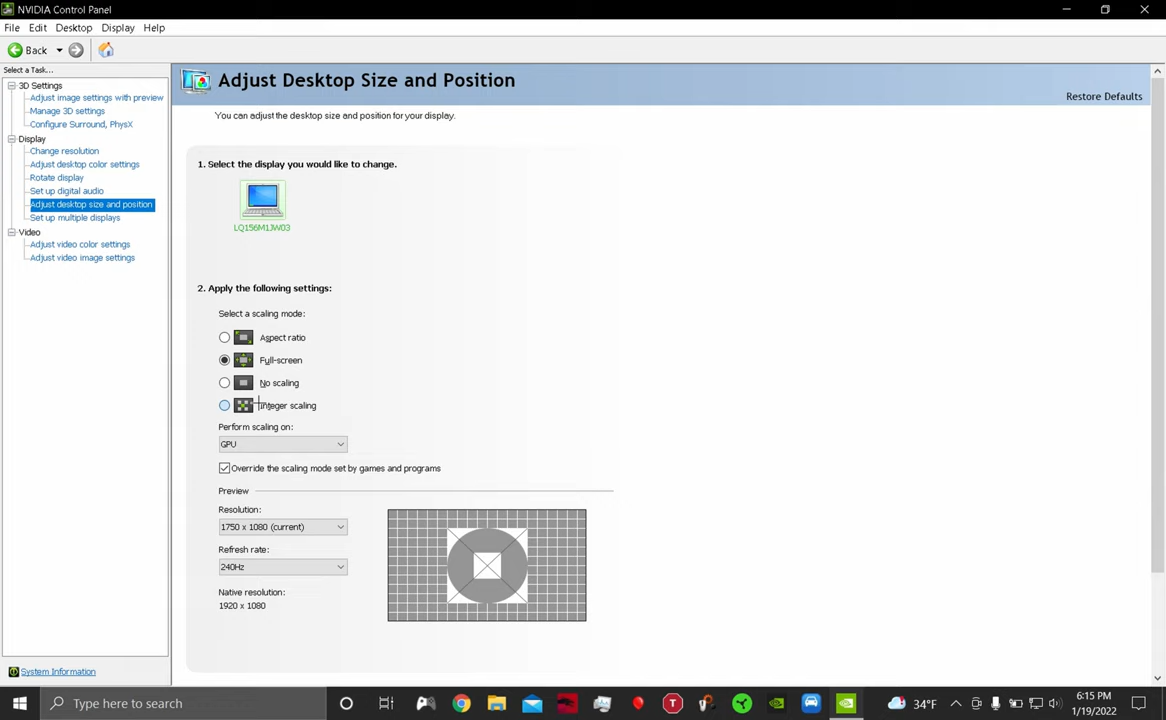 NVIDIA Control Panel
File Edit Desktop Display Help
Back
Select a Task...
3D Settings
Adjust image settings with preview
Manage 3D settings
Configure Surround, PhysX
Display
Change resolution
Adjust desktop color settings
Rotate display
Set up digital audio
Adjust desktop size and position
Set up multiple displays
Video
Adjust video color settings
Adjust video image settings
System Information
Adjust Desktop Size and Position
Restore Defaults
You can adjust the desktop size and position for your display.
1. Select the display you would like to change.
LQ156M1JW03
2. Apply the following settings:
Select a scaling mode:
Aspect ratio
Full-screen
No scaling
Integer scaling
Perform scaling on:
GPU
Override the scaling mode set by games and programs
Preview
Resolution:
1750 x 1080 (current)
Refresh rate:
240Hz
Native resolution:
1920 x 1080
Type here to search
34°F
6:15 PM
1/19/2022